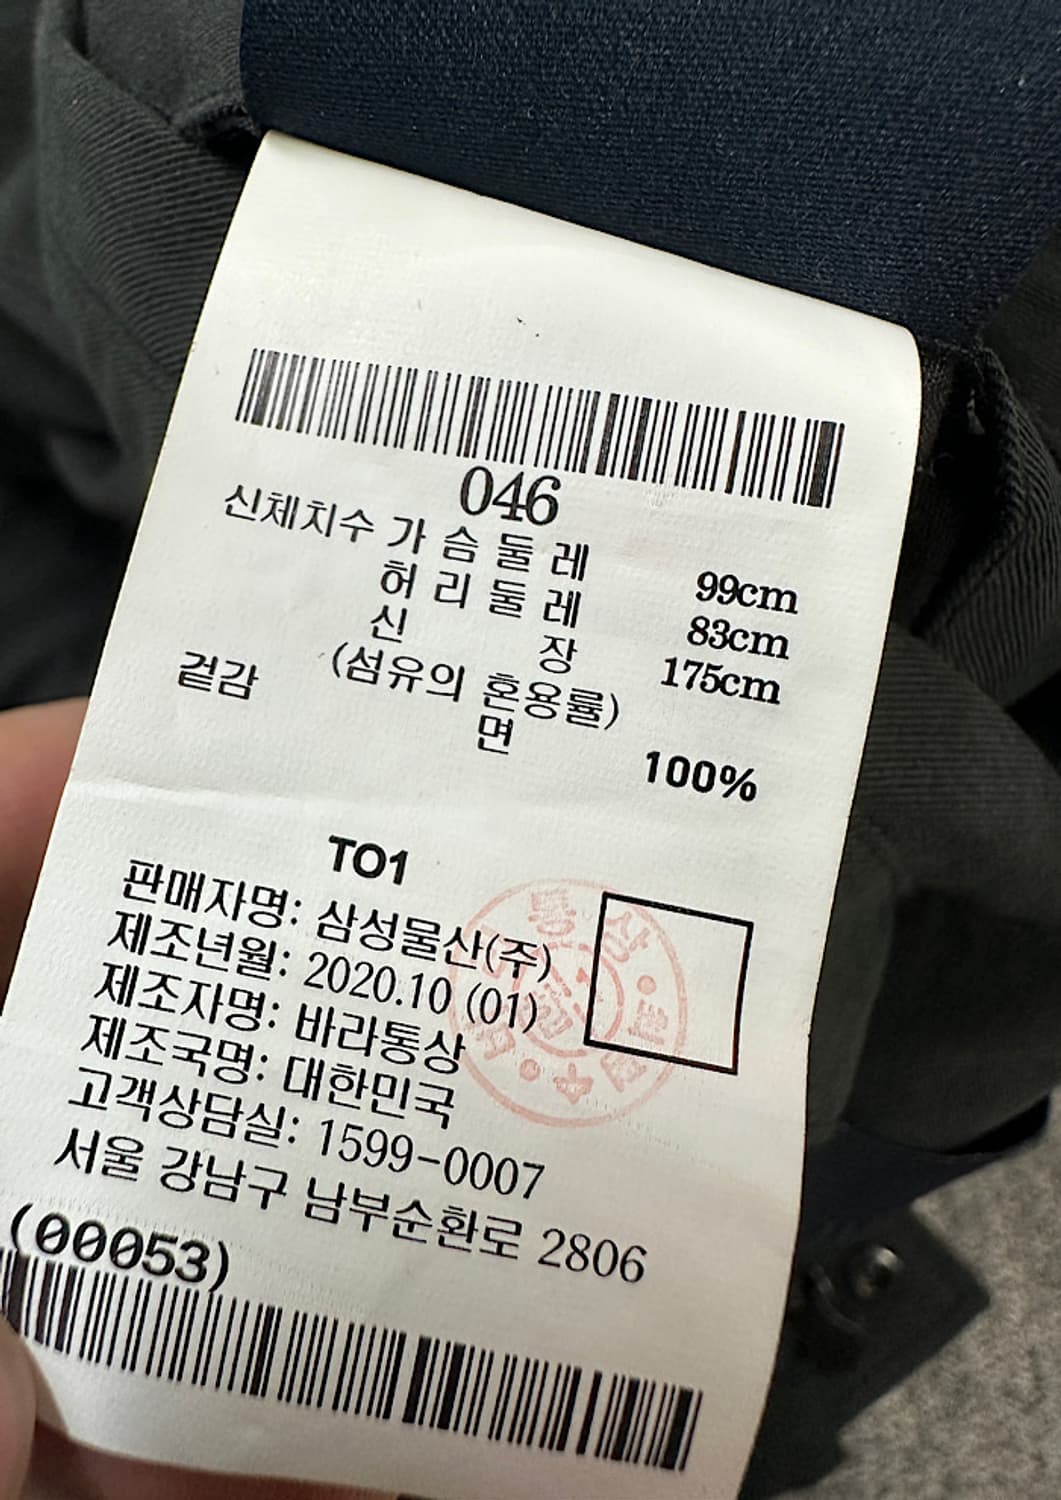 046
신체치수 가슴둘레 99cm
허리둘레 83cm
신장 175cm
겉감 (섬유의 혼용률)
면 100%
TO1
판매자명: 삼성물산(주)
제조년월: 2020.10 (01)
제조자명: 바라통상
제조국명: 대한민국
고객상담실: 1599-0007
서울 강남구 남부순환로 2806
(00053)